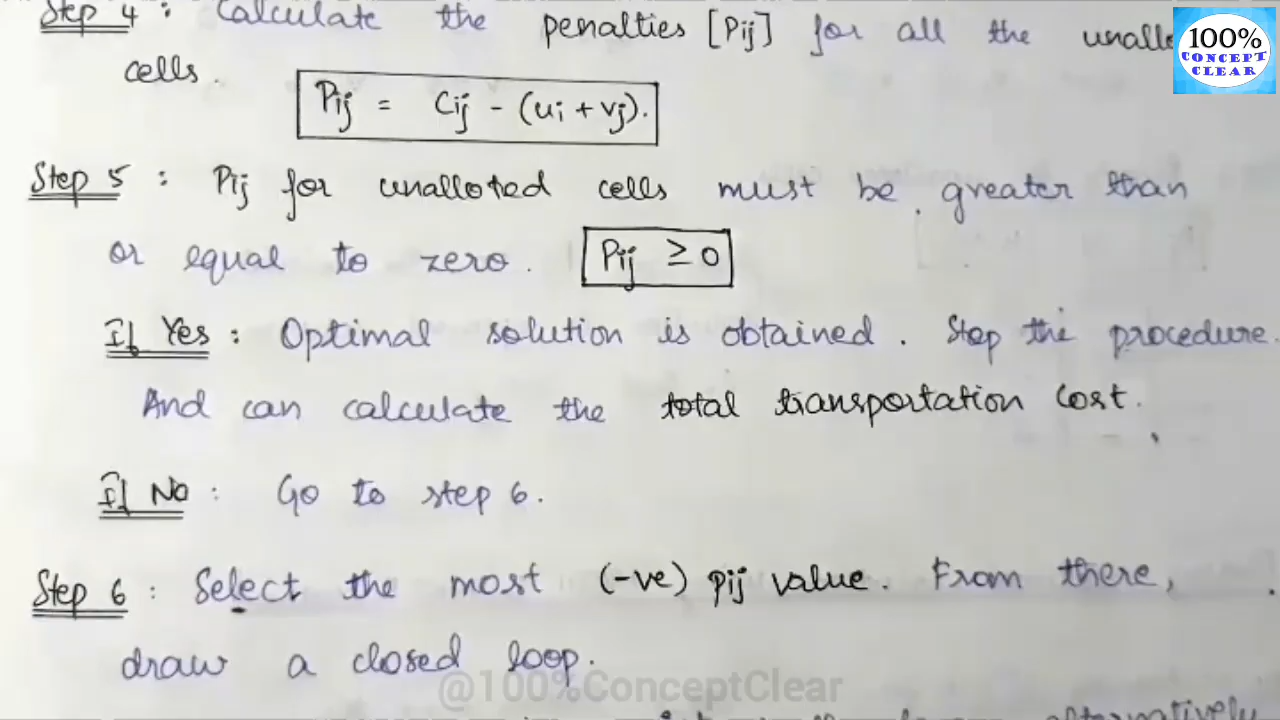 Step 4 : Calculate the penalties [Pij] for all the unallo
cells.
Pij = Cij - (ui + vj).
Step 5 : Pij for unalloted cells must be greater than
or equal to zero. Pij ≥ 0
If Yes : Optimal solution is obtained. Stop the procedure.
And can calculate the total transportation cost.
If No : Go to step 6.
Step 6 : Select the most (-ve) pij value. From there,
draw a closed loop.
alternatively
100%
CONCEPT
CLEAR
@100%ConceptClear